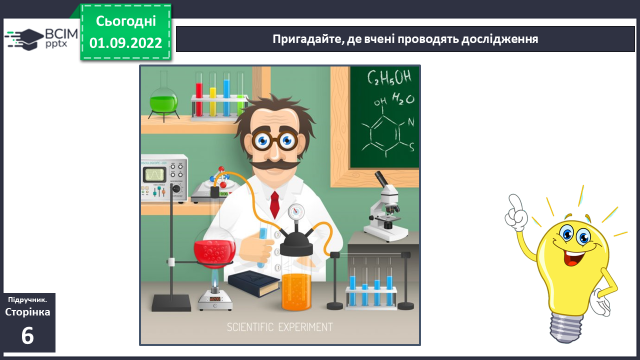 Сьогодні
01.09.2022
ВСІМ
pptx
Пригадайте, де вчені проводять дослідження
C₂H₅OH
OH H₂O
N
S
SCIENTIFIC EXPERIMENT
Підручник.
Сторінка
6